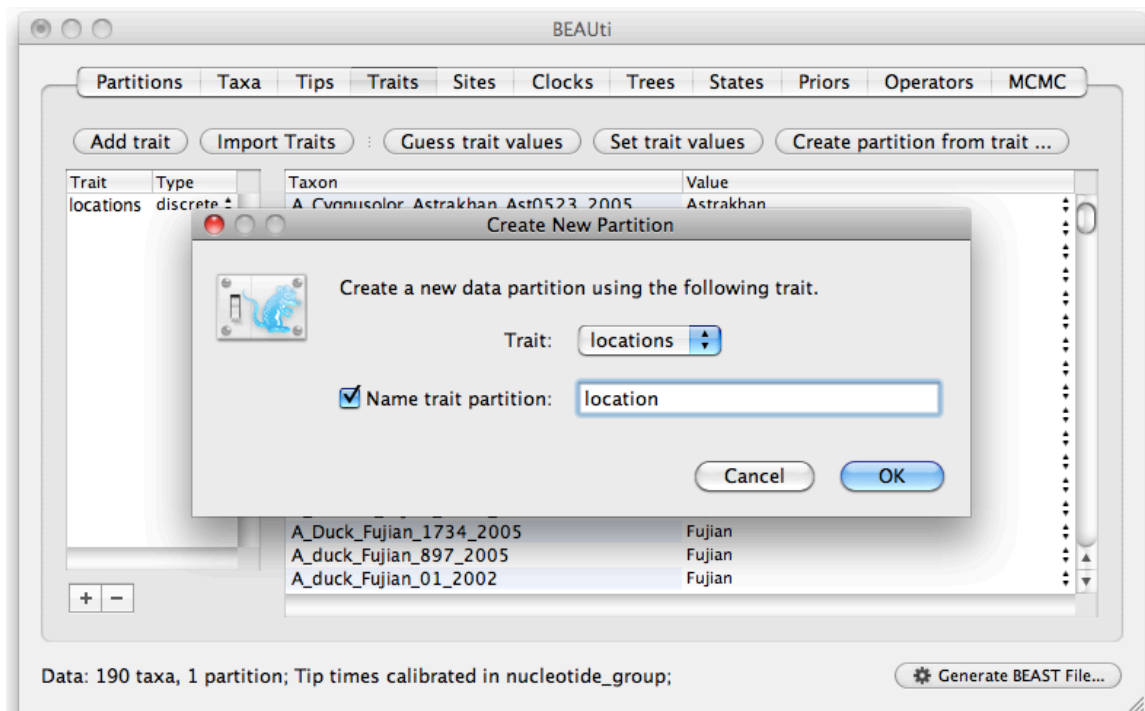 BEAUti
Partitions Taxa Tips Traits Sites Clocks Trees States Priors Operators MCMC
Add trait Import Traits Guess trait values Set trait values Create partition from trait ...
Trait Type Taxon Value
locations discrete A_Cygnusolor_Astrakhan_Ast0523_2005 Astrakhan
Create New Partition
Create a new data partition using the following trait.
Trait: locations
Name trait partition: location
Cancel OK
A_Duck_Fujian_1734_2005 Fujian
A_duck_Fujian_897_2005 Fujian
A_duck_Fujian_01_2002 Fujian
+ −
Data: 190 taxa, 1 partition; Tip times calibrated in nucleotide_group;
Generate BEAST File...